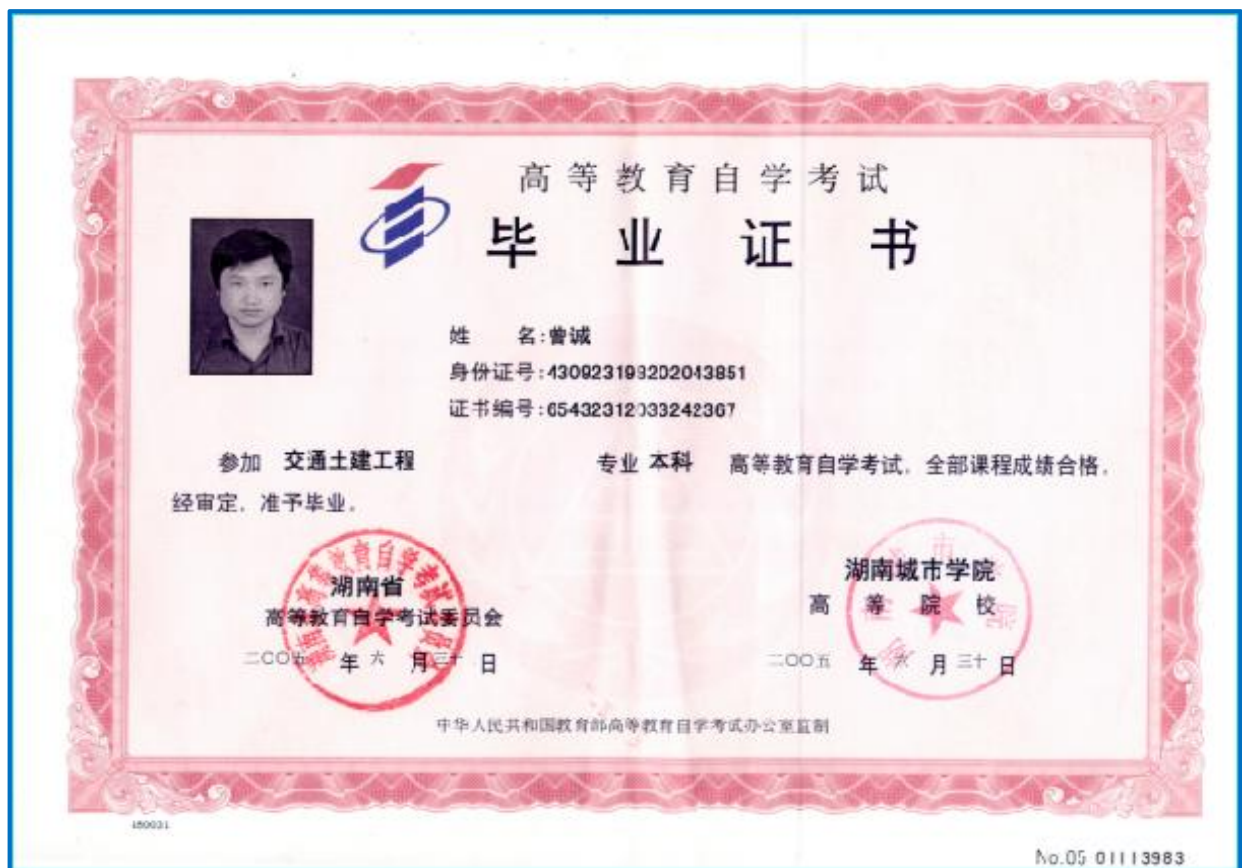 高等教育自学考试
毕业证书
姓 名:曾诚
身份证号:430923198202043851
证书编号:65432312033242367
参加 交通土建工程 专业 本科 高等教育自学考试,全部课程成绩合格,
经审定,准予毕业。
湖南省
高等教育自学考试委员会
二〇〇五 年 六 月 三十 日
湖南城市学院
高等院校
二〇〇五 年 六 月 三十 日
中华人民共和国教育部高等教育自学考试办公室监制
No.05 01113983